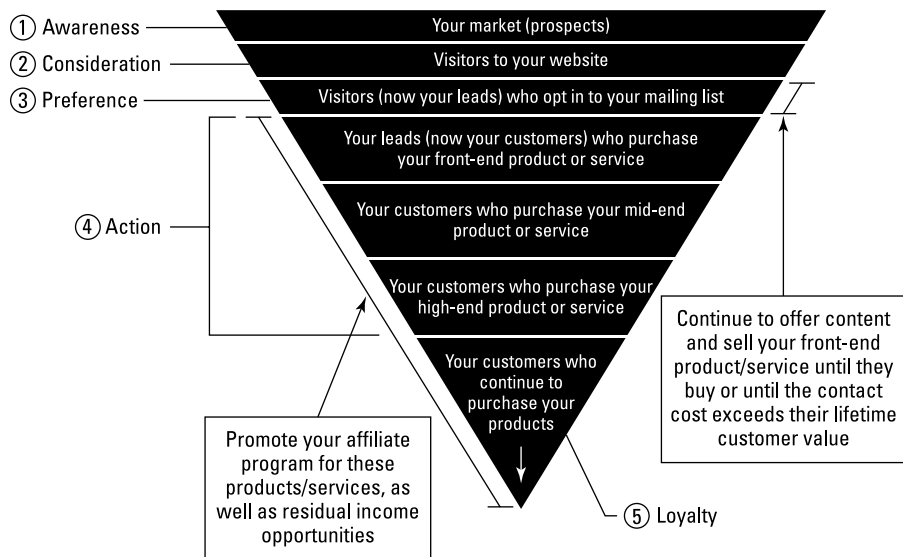 ① Awareness
Your market (prospects)
② Consideration
Visitors to your website
③ Preference
Visitors (now your leads) who opt in to your mailing list
Your leads (now your customers) who purchase
your front-end product or service
④ Action
Your customers who purchase your mid-end
product or service
Your customers who purchase your
high-end product or service
Your customers who
continue to
purchase your
products
Continue to offer content
and sell your front-end
product/service until they
buy or until the contact
cost exceeds their lifetime
customer value
Promote your affiliate
program for these
products/services, as
well as residual income
opportunities
⑤ Loyalty